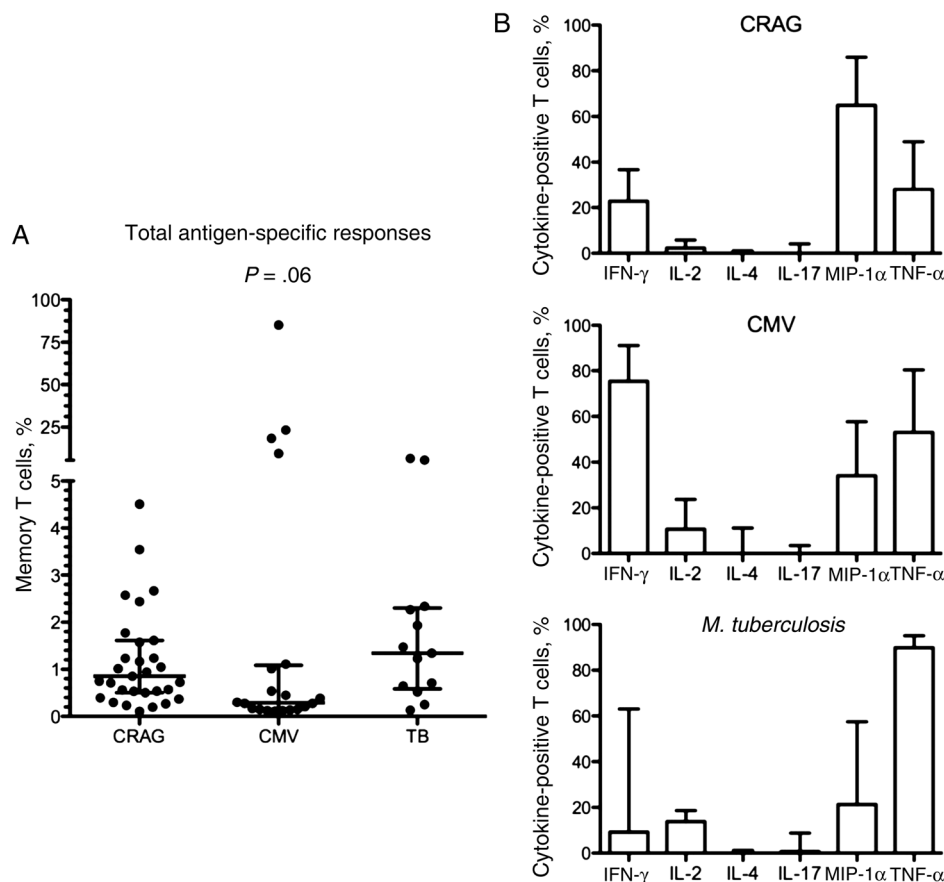 A
Total antigen-specific responses
P = .06
Memory T cells, %
100
75
50
25
5
4
3
2
1
0
CRAG CMV TB
B
CRAG
Cytokine-positive T cells, %
100
80
60
40
20
0
IFN-γ IL-2 IL-4 IL-17 MIP-1α TNF-α
CMV
Cytokine-positive T cells, %
100
80
60
40
20
0
IFN-γ IL-2 IL-4 IL-17 MIP-1α TNF-α
M. tuberculosis
Cytokine-positive T cells, %
100
80
60
40
20
0
IFN-γ IL-2 IL-4 IL-17 MIP-1α TNF-α